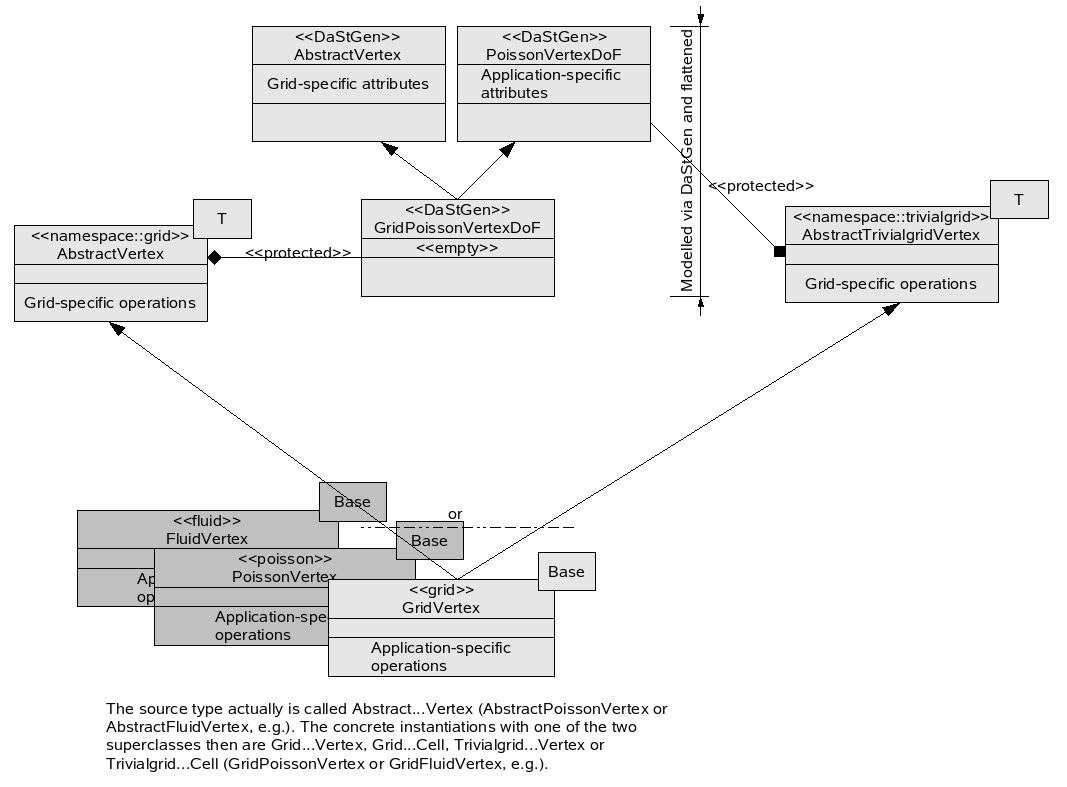 <<DaStGen>>
AbstractVertex
Grid-specific attributes
<<DaStGen>>
PoissonVertexDoF
Application-specific
attributes
Modelled via DaStGen and flattened
<<protected>>
T
<<namespace::trivialgrid>>
AbstractTrivialgridVertex
Grid-specific operations
T
<<namespace::grid>>
AbstractVertex
Grid-specific operations
<<protected>>
<<DaStGen>>
GridPoissonVertexDoF
<<empty>>
Base
<<fluid>>
FluidVertex
Ap
op
or
Base
<<poisson>>
PoissonVertex
Application-spe
operations
Base
<<grid>>
GridVertex
Application-specific
operations
The source type actually is called Abstract...Vertex (AbstractPoissonVertex or
AbstractFluidVertex, e.g.). The concrete instantiations with one of the two
superclasses then are Grid...Vertex, Grid...Cell, Trivialgrid...Vertex or
Trivialgrid...Cell (GridPoissonVertex or GridFluidVertex, e.g.).